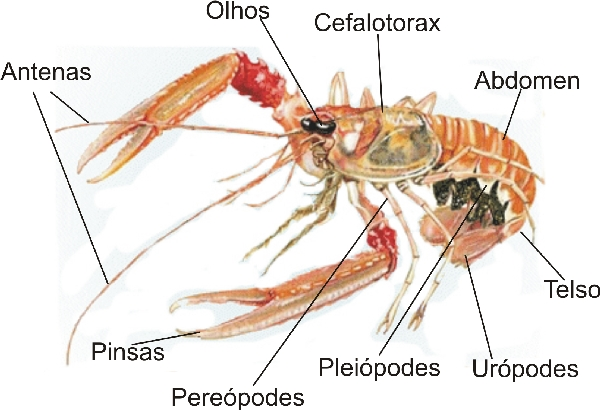 Olhos
Cefalotorax
Antenas
Abdomen
Telso
Pinsas
Pleiópodes
Urópodes
Pereópodes